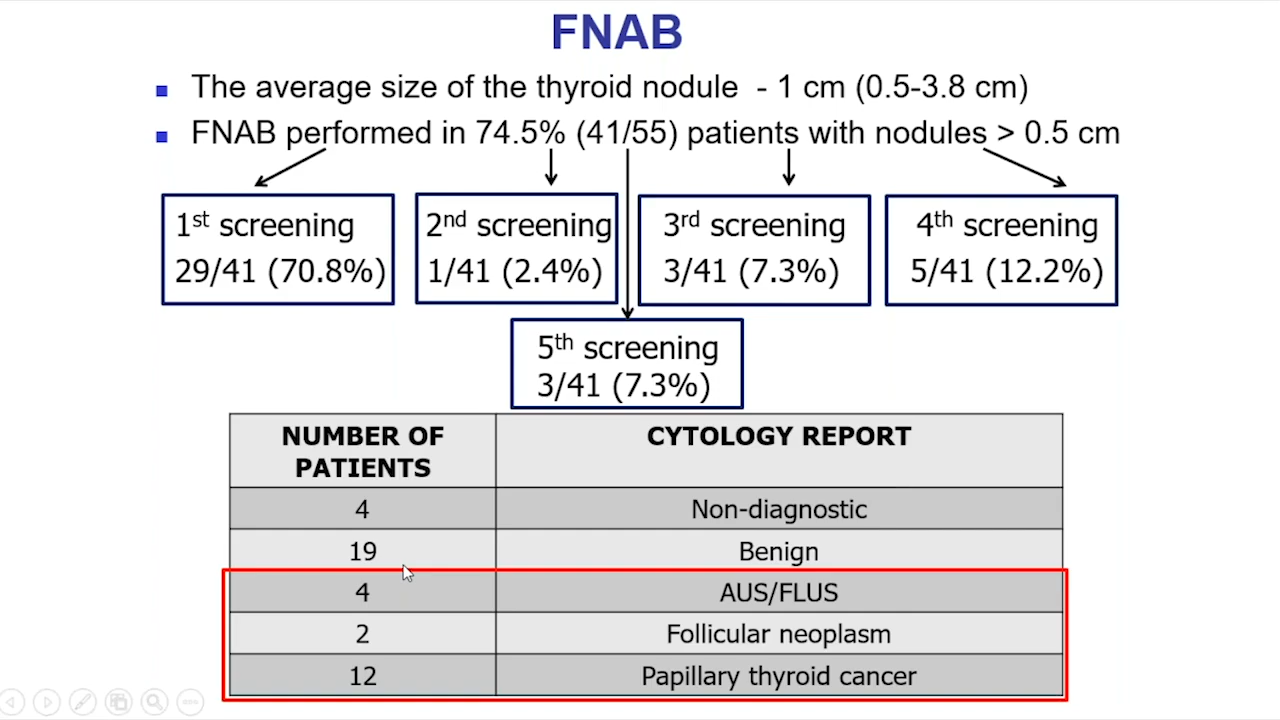 FNAB
The average size of the thyroid nodule - 1 cm (0.5-3.8 cm)
FNAB performed in 74.5% (41/55) patients with nodules > 0.5 cm
1st screening
29/41 (70.8%)
2nd screening
1/41 (2.4%)
3rd screening
3/41 (7.3%)
4th screening
5/41 (12.2%)
5th screening
3/41 (7.3%)
NUMBER OF
PATIENTS
CYTOLOGY REPORT
4 Non-diagnostic
19 Benign
4 AUS/FLUS
2 Follicular neoplasm
12 Papillary thyroid cancer